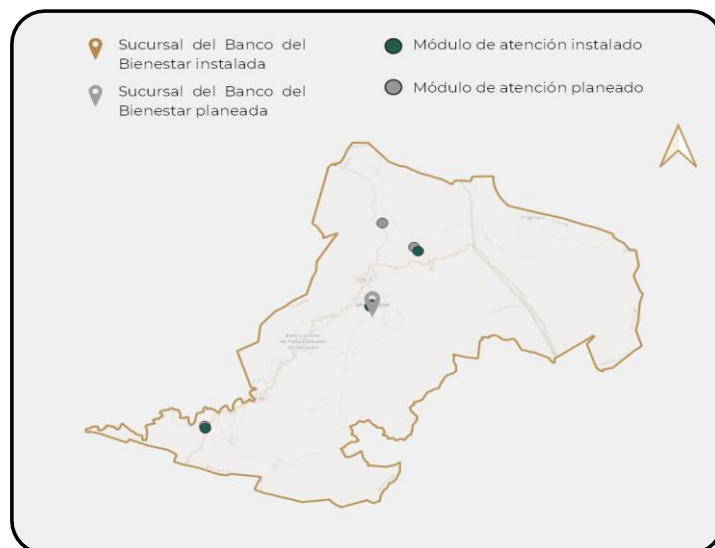 Sucursal del Banco del
Bienestar instalada
Módulo de atención instalado
Sucursal del Banco del
Bienestar planeada
Módulo de atención planeado